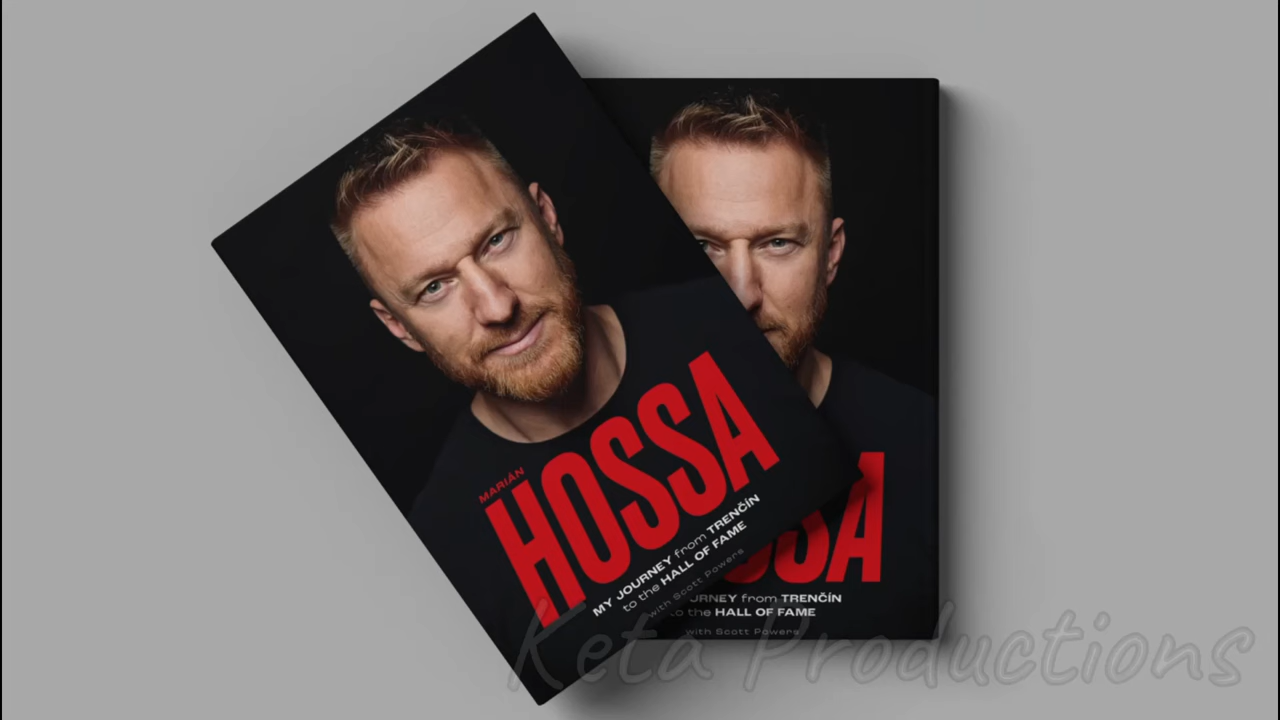 MARIÁN
HOSSA
MY JOURNEY from TRENČÍN
to the HALL OF FAME
with Scott Powers
SSA
URNEY from TRENČÍN
to the HALL OF FAME
with Scott Powers
Keta Productions